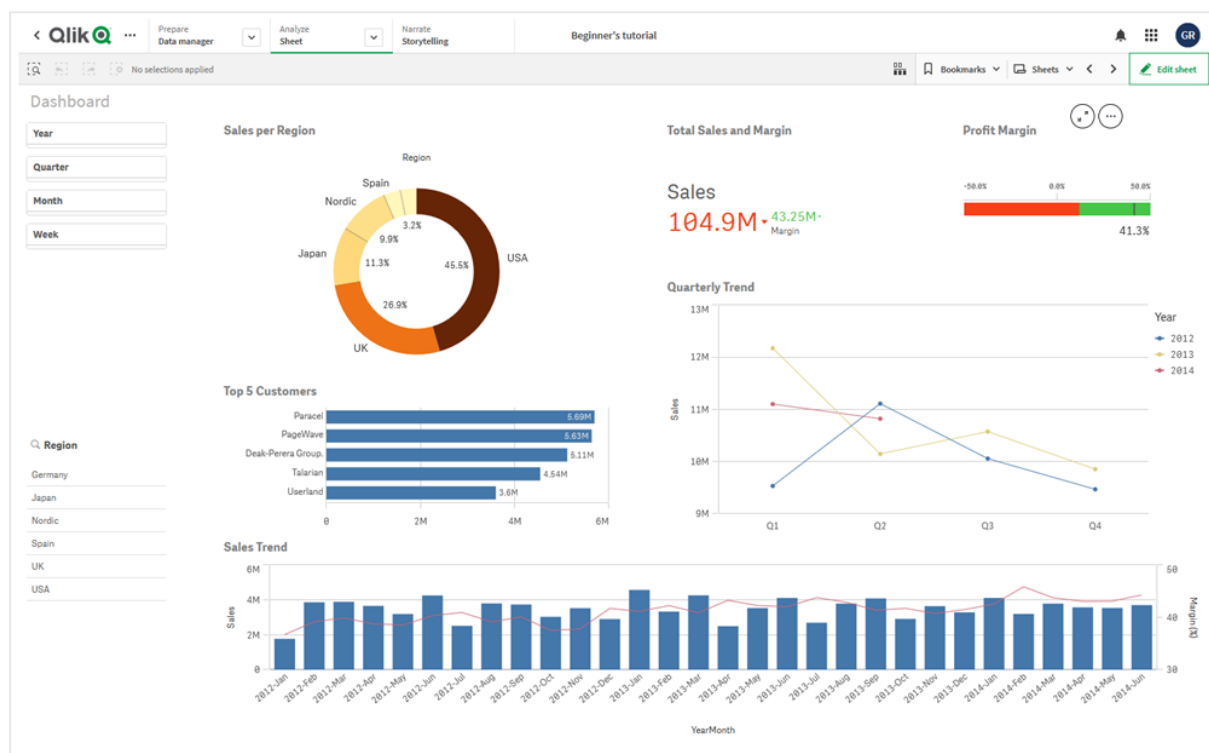 Qlik
Prepare
Data manager
Analyze
Sheet
Narrate
Storytelling
Beginner's tutorial
GR
No selections applied
Bookmarks
Sheets
Edit sheet
Dashboard
Year
Quarter
Month
Week
Region
Germany
Japan
Nordic
Spain
UK
USA
Sales per Region
Region
Spain
Nordic
Japan
UK
USA
3.2%
9.9%
11.3%
26.9%
45.5%
Total Sales and Margin
Sales
104.9M
43.25M
Margin
Profit Margin
-50.0% 0.0% 50.0%
41.3%
Top 5 Customers
Paracel 5.69M
PageWave 5.63M
Deak-Perera Group. 5.11M
Talarian 4.54M
Userland 3.6M
0 2M 4M 6M
Quarterly Trend
13M
12M
11M
10M
9M
Sales
Q1 Q2 Q3 Q4
Year
2012
2013
2014
Sales Trend
6M
4M
2M
0
Sales
50
40
30
Margin (%)
2012-Jan 2012-Feb 2012-Mar 2012-Apr 2012-May 2012-Jun 2012-Jul 2012-Aug 2012-Sep 2012-Oct 2012-Nov 2012-Dec 2013-Jan 2013-Feb 2013-Mar 2013-Apr 2013-May 2013-Jun 2013-Jul 2013-Aug 2013-Sep 2013-Oct 2013-Nov 2013-Dec 2014-Jan 2014-Feb 2014-Mar 2014-Apr 2014-May 2014-Jun
YearMonth